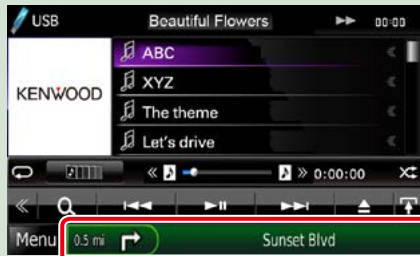 USB Beautiful Flowers 00:00
ABC
KENWOOD
XYZ
The theme
Let's drive
0:00:00
Menu 0.5 mi Sunset Blvd